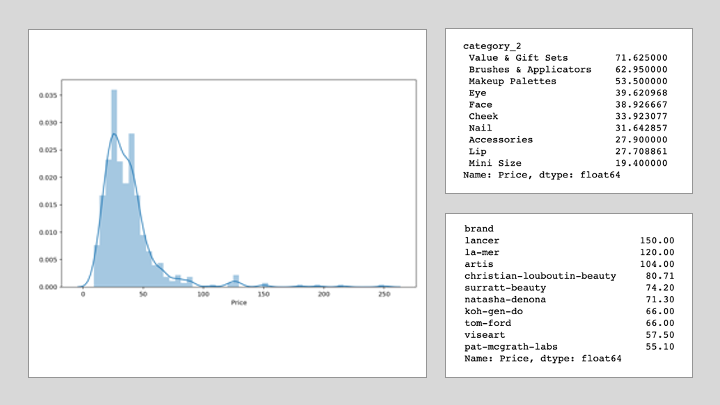 0.035
0.030
0.025
0.020
0.015
0.010
0.005
0.000
0 50 100 150 200 250
Price
category_2
Value & Gift Sets 71.625000
Brushes & Applicators 62.950000
Makeup Palettes 53.500000
Eye 39.620968
Face 38.926667
Cheek 33.923077
Nail 31.642857
Accessories 27.900000
Lip 27.708861
Mini Size 19.400000
Name: Price, dtype: float64
brand
lancer 150.00
la-mer 120.00
artis 104.00
christian-louboutin-beauty 80.71
surratt-beauty 74.20
natasha-denona 71.30
koh-gen-do 66.00
tom-ford 66.00
viseart 57.50
pat-mcgrath-labs 55.10
Name: Price, dtype: float64